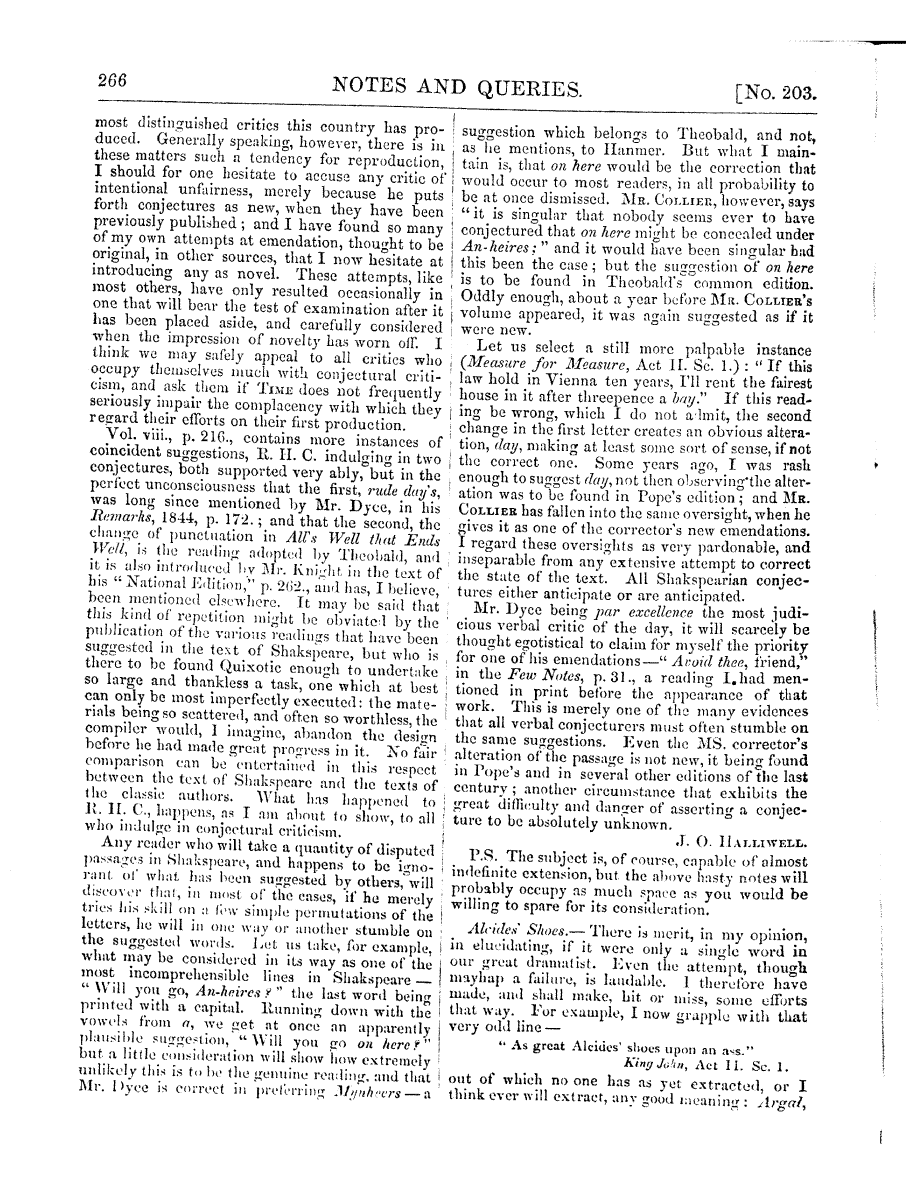 266
NOTES AND QUERIES.
[No. 203.
most distinguished critics this country has pro-
duced. Generally speaking, however, there is in
these matters such a tendency for reproduction,
I should for one hesitate to accuse any critic of
intentional unfairness, merely because he puts
forth conjectures as new, when they have been
previously published; and I have found so many
of my own attempts at emendation, thought to be
original, in other sources, that I now hesitate at
introducing any as novel. These attempts, like
most others, have only resulted occasionally in
one that will bear the test of examination after it
has been placed aside, and carefully considered
when the impression of novelty has worn off. I
think we may safely appeal to all critics who
occupy themselves much with conjectural criti-
cism, and ask them if TIME does not frequently
seriously impair the complacency with which they
regard their efforts on their first production.
Vol. viii., p. 216., contains more instances of
coincident suggestions, R. H. C. indulging in two
conjectures, both supported very ably, but in the
perfect unconsciousness that the first, rude day's,
was long since mentioned by Mr. Dyce, in his
Remarks, 1844, p. 172.; and that the second, the
change of punctuation in All's Well that Ends
Well, is the reading adopted by Theobald, and
it is also introduced by Mr. Knight in the text of
his "National Edition," p. 262., and has, I believe,
been mentioned elsewhere. It may be said that
this kind of repetition might be obviated by the
publication of the various readings that have been
suggested in the text of Shakspeare, but who is
there to be found Quixotic enough to undertake
so large and thankless a task, one which at best
can only be most imperfectly executed: the mate-
rials being so scattered, and often so worthless, the
compiler would, I imagine, abandon the design
before he had made great progress in it. No fair
comparison can be entertained in this respect
between the text of Shakspeare and the texts of
the classic authors. What has happened to
R. H. C., happens, as I am about to show, to all
who indulge in conjectural criticism.
Any reader who will take a quantity of disputed
passages in Shakspeare, and happens to be igno-
rant of what has been suggested by others, will
discover that, in most of the cases, if he merely
tries his skill on a few simple permutations of the
letters, he will in one way or another stumble on
the suggested words. Let us take, for example,
what may be considered in its way as one of the
most incomprehensible lines in Shakspeare —
"Will you go, An-heires?" the last word being
printed with a capital. Running down with the
vowels from a, we get at once an apparently
plausible suggestion, "Will you go on here?"
but a little consideration will show how extremely
unlikely this is to be the genuine reading, and that
Mr. Dyce is correct in preferring Mynheers — a
suggestion which belongs to Theobald, and not,
as he mentions, to Hanmer. But what I main-
tain is, that on here would be the correction that
would occur to most readers, in all probability to
be at once dismissed. MR. COLLIER, however, says
"it is singular that nobody seems ever to have
conjectured that on here might be concealed under
An-heires;" and it would have been singular had
this been the case; but the suggestion of on here
is to be found in Theobald's common edition.
Oddly enough, about a year before MR. COLLIER'S
volume appeared, it was again suggested as if it
were new.
Let us select a still more palpable instance
(Measure for Measure, Act II. Sc. 1.): "If this
law hold in Vienna ten years, I'll rent the fairest
house in it after threepence a bay." If this read-
ing be wrong, which I do not admit, the second
change in the first letter creates an obvious altera-
tion, day, making at least some sort of sense, if not
the correct one. Some years ago, I was rash
enough to suggest day, not then observing the alter-
ation was to be found in Pope's edition; and MR.
COLLIER has fallen into the same oversight, when he
gives it as one of the corrector's new emendations.
I regard these oversights as very pardonable, and
inseparable from any extensive attempt to correct
the state of the text. All Shakspearian conjec-
tures either anticipate or are anticipated.
Mr. Dyce being par excellence the most judi-
cious verbal critic of the day, it will scarcely be
thought egotistical to claim for myself the priority
for one of his emendations—"Avoid thee, friend,"
in the Few Notes, p. 31., a reading I had men-
tioned in print before the appearance of that
work. This is merely one of the many evidences
that all verbal conjecturers must often stumble on
the same suggestions. Even the MS. corrector's
alteration of the passage is not new, it being found
in Pope's and in several other editions of the last
century; another circumstance that exhibits the
great difficulty and danger of asserting a conjec-
ture to be absolutely unknown.
J. O. HALLIWELL.
P.S. The subject is, of course, capable of almost
indefinite extension, but the above hasty notes will
probably occupy as much space as you would be
willing to spare for its consideration.
Alcides' Shoes.—There is merit, in my opinion,
in elucidating, if it were only a single word in
our great dramatist. Even the attempt, though
mayhap a failure, is laudable. I therefore have
made, and shall make, hit or miss, some efforts
that way. For example, I now grapple with that
very odd line —
"As great Alcides' shoes upon an ass."
King John, Act II. Sc. 1.
out of which no one has as yet extracted, or I
think ever will extract, any good meaning: Argal,